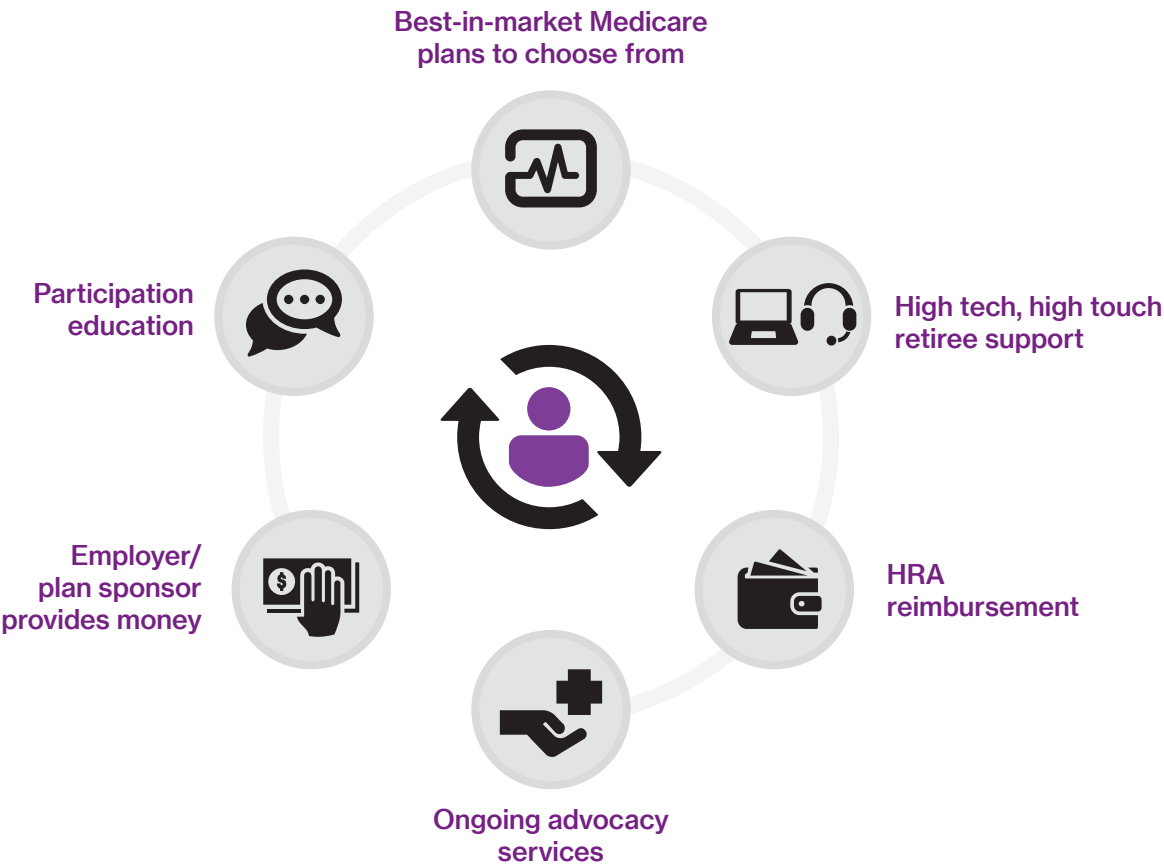 Best-in-market Medicare
plans to choose from
Participation
education
High tech, high touch
retiree support
Employer/
plan sponsor
provides money
$
HRA
reimbursement
Ongoing advocacy
services